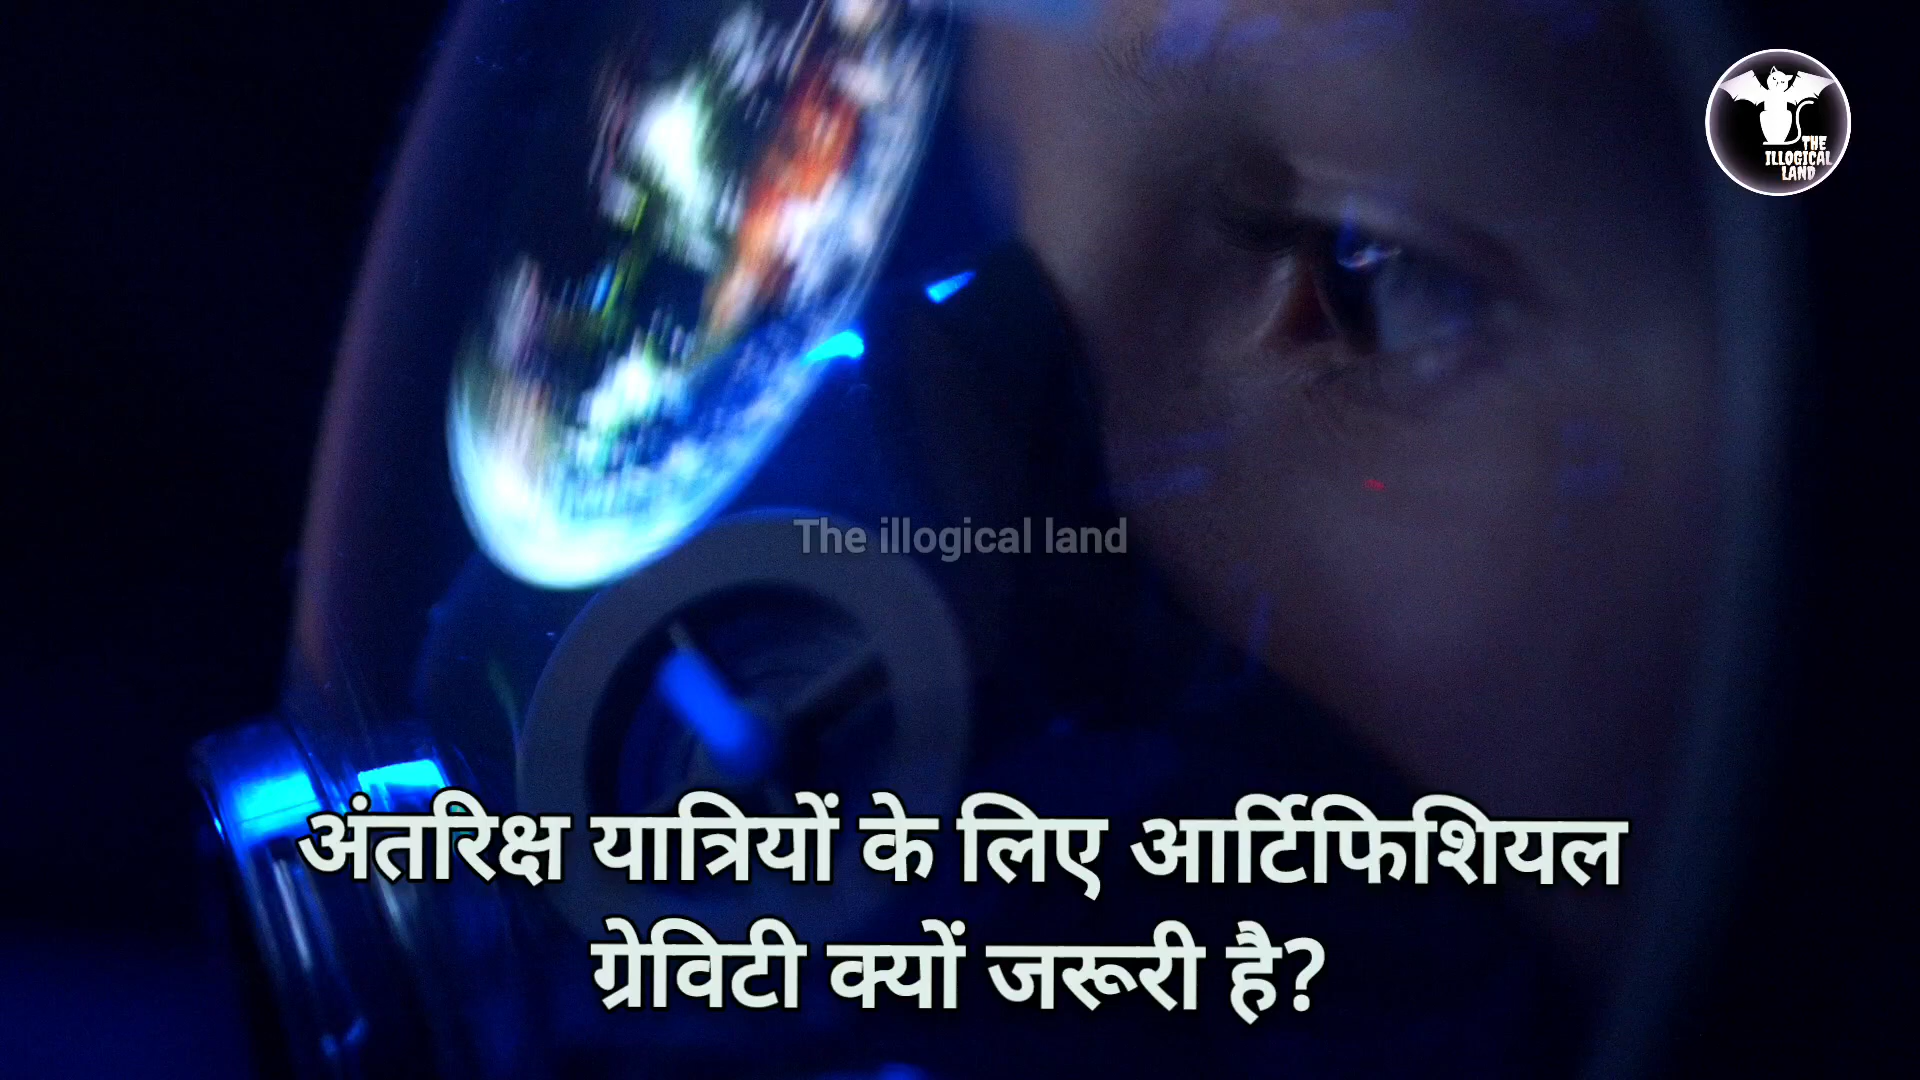 THE
ILLOGICAL
LAND
The illogical land
अंतरिक्ष यात्रियों के लिए आर्टिफिशियल
ग्रेविटी क्यों जरूरी है?